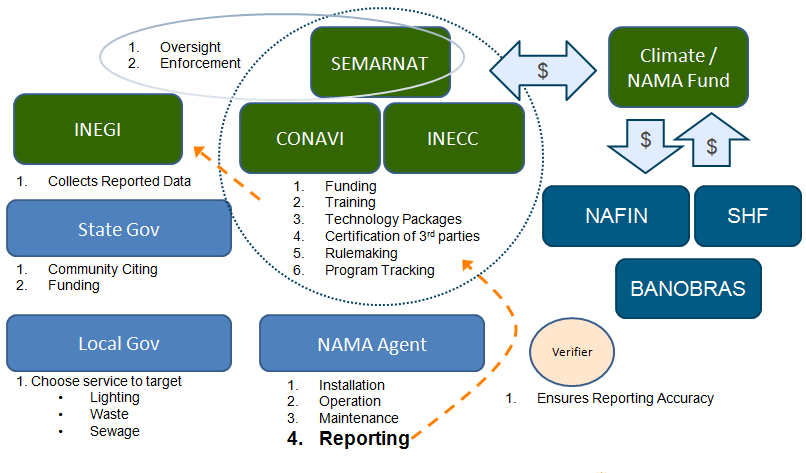 1. Oversight
2. Enforcement
SEMARNAT
$
Climate /
NAMA Fund
INEGI
CONAVI
INECC
$
$
1. Collects Reported Data
1. Funding
2. Training
3. Technology Packages
4. Certification of 3rd parties
5. Rulemaking
6. Program Tracking
NAFIN
SHF
State Gov
1. Community Citing
2. Funding
BANOBRAS
Local Gov
1. Choose service to target
• Lighting
• Waste
• Sewage
NAMA Agent
1. Installation
2. Operation
3. Maintenance
4. Reporting
Verifier
1. Ensures Reporting Accuracy